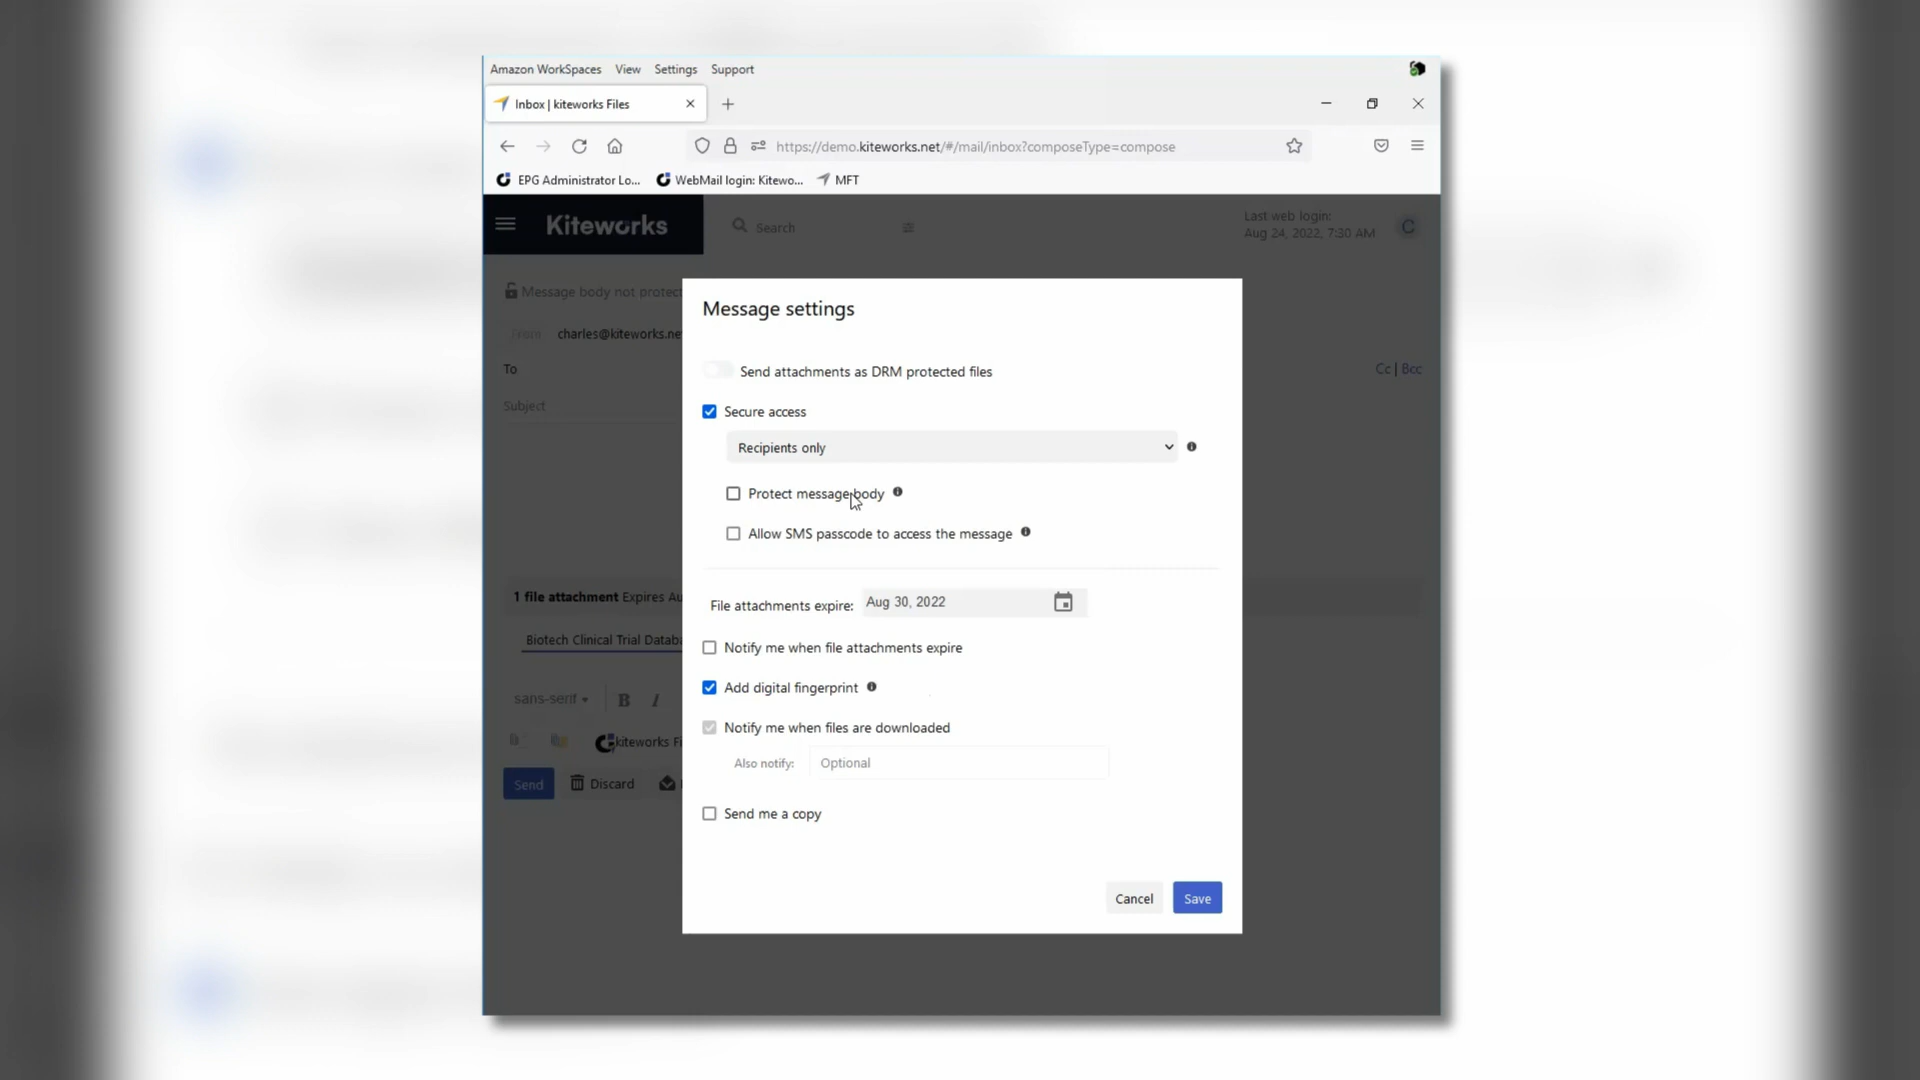 Amazon WorkSpaces View Settings Support
Inbox | kiteworks Files
https://demo.kiteworks.net/#/mail/inbox?composeType=compose
EPG Administrator Lo... WebMail login: Kitewo... MFT
Kiteworks
Search
Last web login:
Aug 24, 2022, 7:30 AM
C
Message body not protect
From charles@kiteworks.ne
To
Cc | Bcc
Subject
1 file attachment Expires Au
Biotech Clinical Trial Databa
sans-serif B I
kiteworks Fi
Send Discard
Message settings
Send attachments as DRM protected files
Secure access
Recipients only
Protect message body
Allow SMS passcode to access the message
File attachments expire: Aug 30, 2022
Notify me when file attachments expire
Add digital fingerprint
Notify me when files are downloaded
Also notify: Optional
Send me a copy
Cancel Save